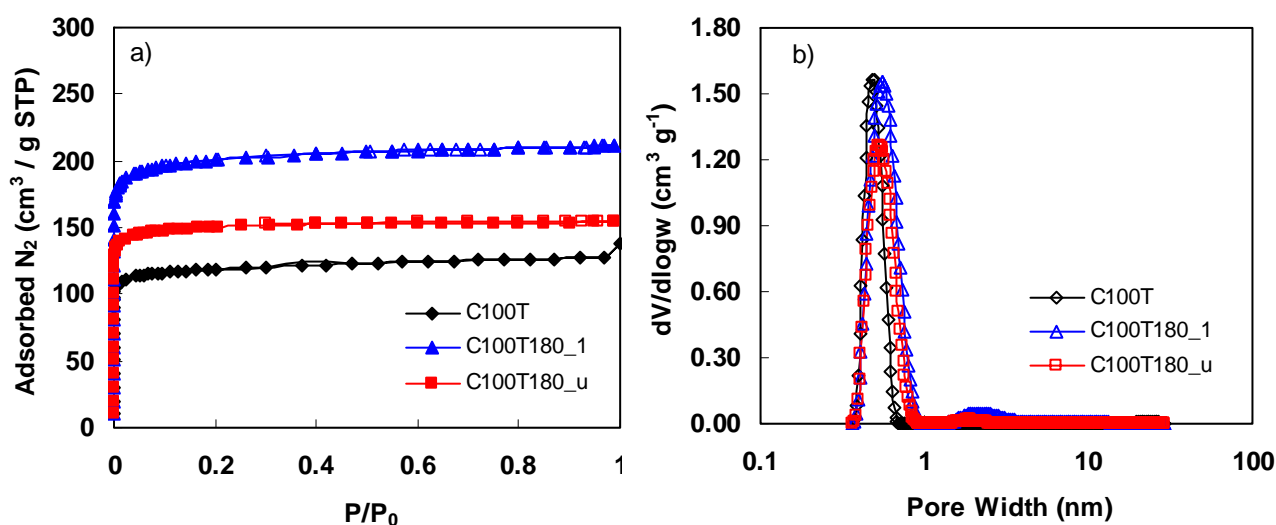 a)
Adsorbed N₂ (cm³ / g STP)
300
250
200
150
100
50
0
0
0.2
0.4
0.6
0.8
1
P/P₀
C100T
C100T180_1
C100T180_u
b)
dV/dlogw (cm³ g⁻¹)
1.80
1.50
1.20
0.90
0.60
0.30
0.00
0.1
1
10
100
Pore Width (nm)
C100T
C100T180_1
C100T180_u